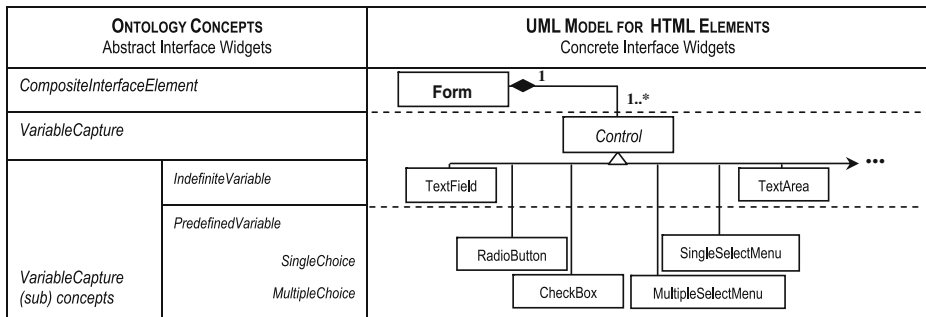 ONTOLOGY CONCEPTS
Abstract Interface Widgets
UML MODEL FOR HTML ELEMENTS
Concrete Interface Widgets
CompositeInterfaceElement
Form
1
1..*
VariableCapture
Control
•••
IndefiniteVariable
TextField
TextArea
PredefinedVariable
SingleChoice
MultipleChoice
VariableCapture
(sub) concepts
RadioButton
SingleSelectMenu
CheckBox
MultipleSelectMenu